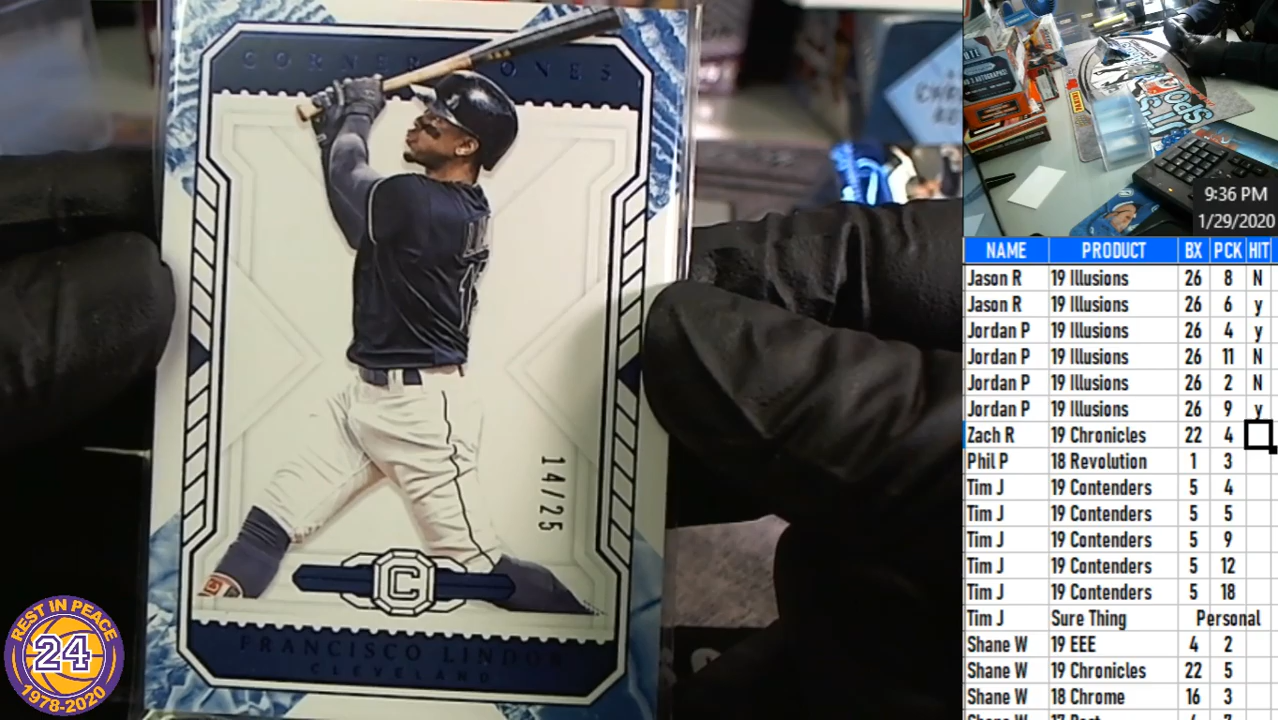 CORNERSTONES
14/25
C
FRANCISCO LINDOR
CLEVELAND
REST IN PEACE
24
1978-2020
9:36 PM
1/29/2020
NAME PRODUCT BX PCK HIT
Jason R 19 Illusions 26 8 N
Jason R 19 Illusions 26 6 y
Jordan P 19 Illusions 26 4 y
Jordan P 19 Illusions 26 11 N
Jordan P 19 Illusions 26 2 N
Jordan P 19 Illusions 26 9 y
Zach R 19 Chronicles 22 4
Phil P 18 Revolution 1 3
Tim J 19 Contenders 5 4
Tim J 19 Contenders 5 5
Tim J 19 Contenders 5 9
Tim J 19 Contenders 5 12
Tim J 19 Contenders 5 18
Tim J Sure Thing Personal
Shane W 19 EEE 4 2
Shane W 19 Chronicles 22 5
Shane W 18 Chrome 16 3